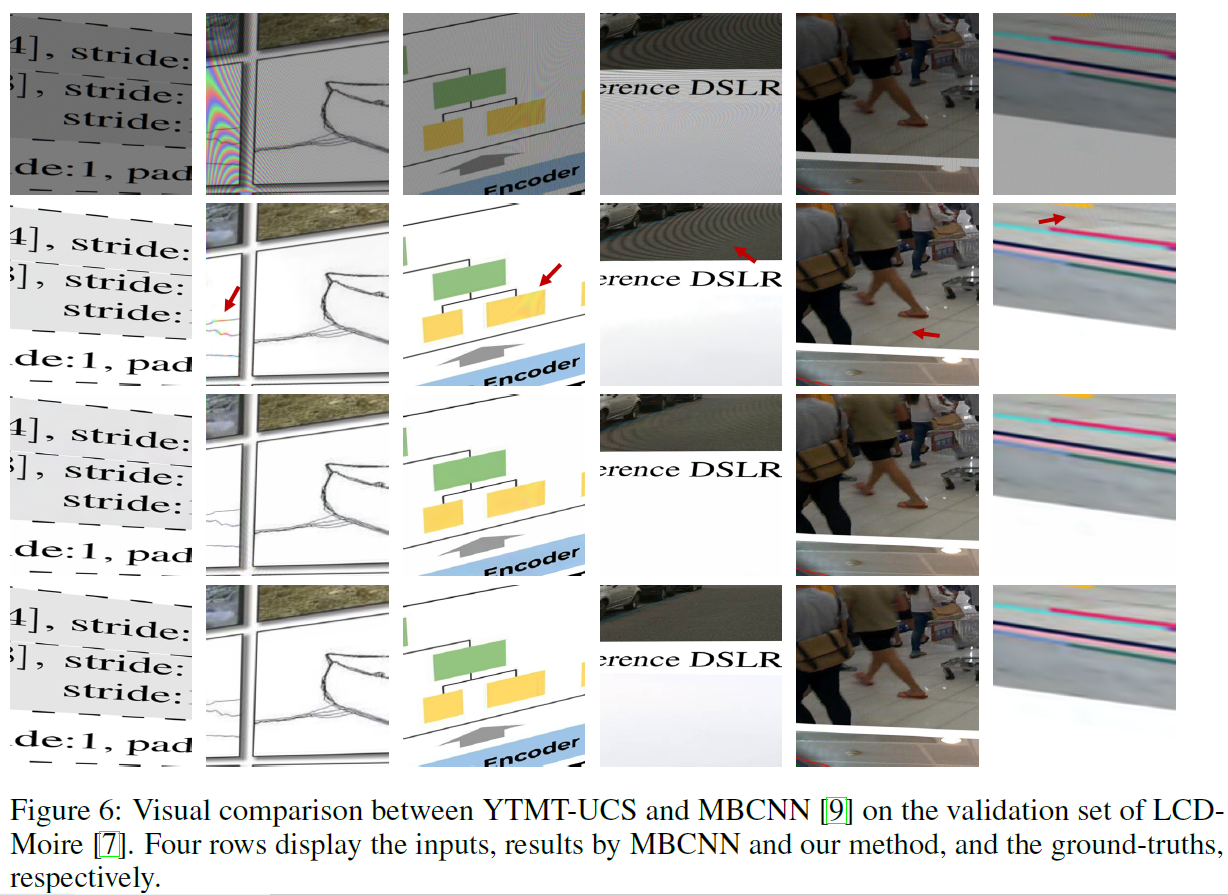 4], stride:
3], stride:
stride:
de:1, pad
Encoder
erence DSLR
4], stride:
3], stride:
stride:
de:1, pad
Encoder
erence DSLR
4], stride:
3], stride:
stride:
de:1, pad
Encoder
erence DSLR
4], stride:
3], stride:
stride:
de:1, pad
Encoder
erence DSLR
Figure 6: Visual comparison between YTMT-UCS and MBCNN [9] on the validation set of LCD-
Moire [7]. Four rows display the inputs, results by MBCNN and our method, and the ground-truths,
respectively.